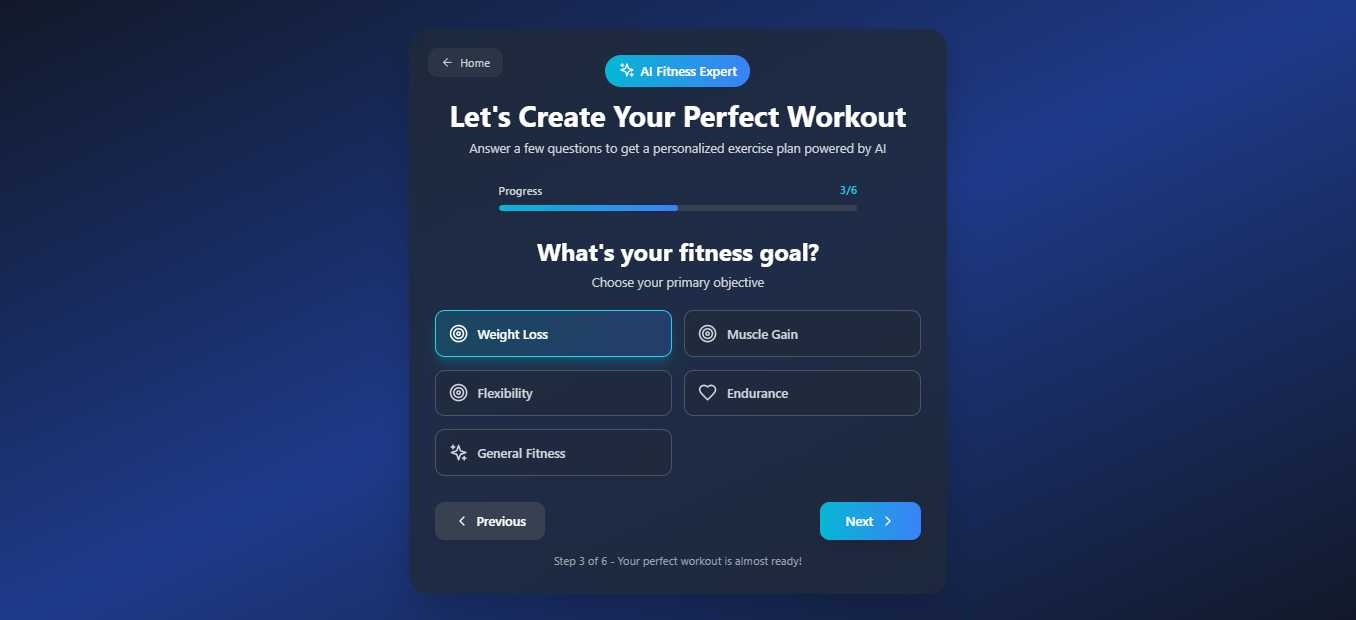 Home
AI Fitness Expert
Let's Create Your Perfect Workout
Answer a few questions to get a personalized exercise plan powered by AI
Progress 3/6
What's your fitness goal?
Choose your primary objective
Weight Loss
Muscle Gain
Flexibility
Endurance
General Fitness
Previous
Next
Step 3 of 6 - Your perfect workout is almost ready!